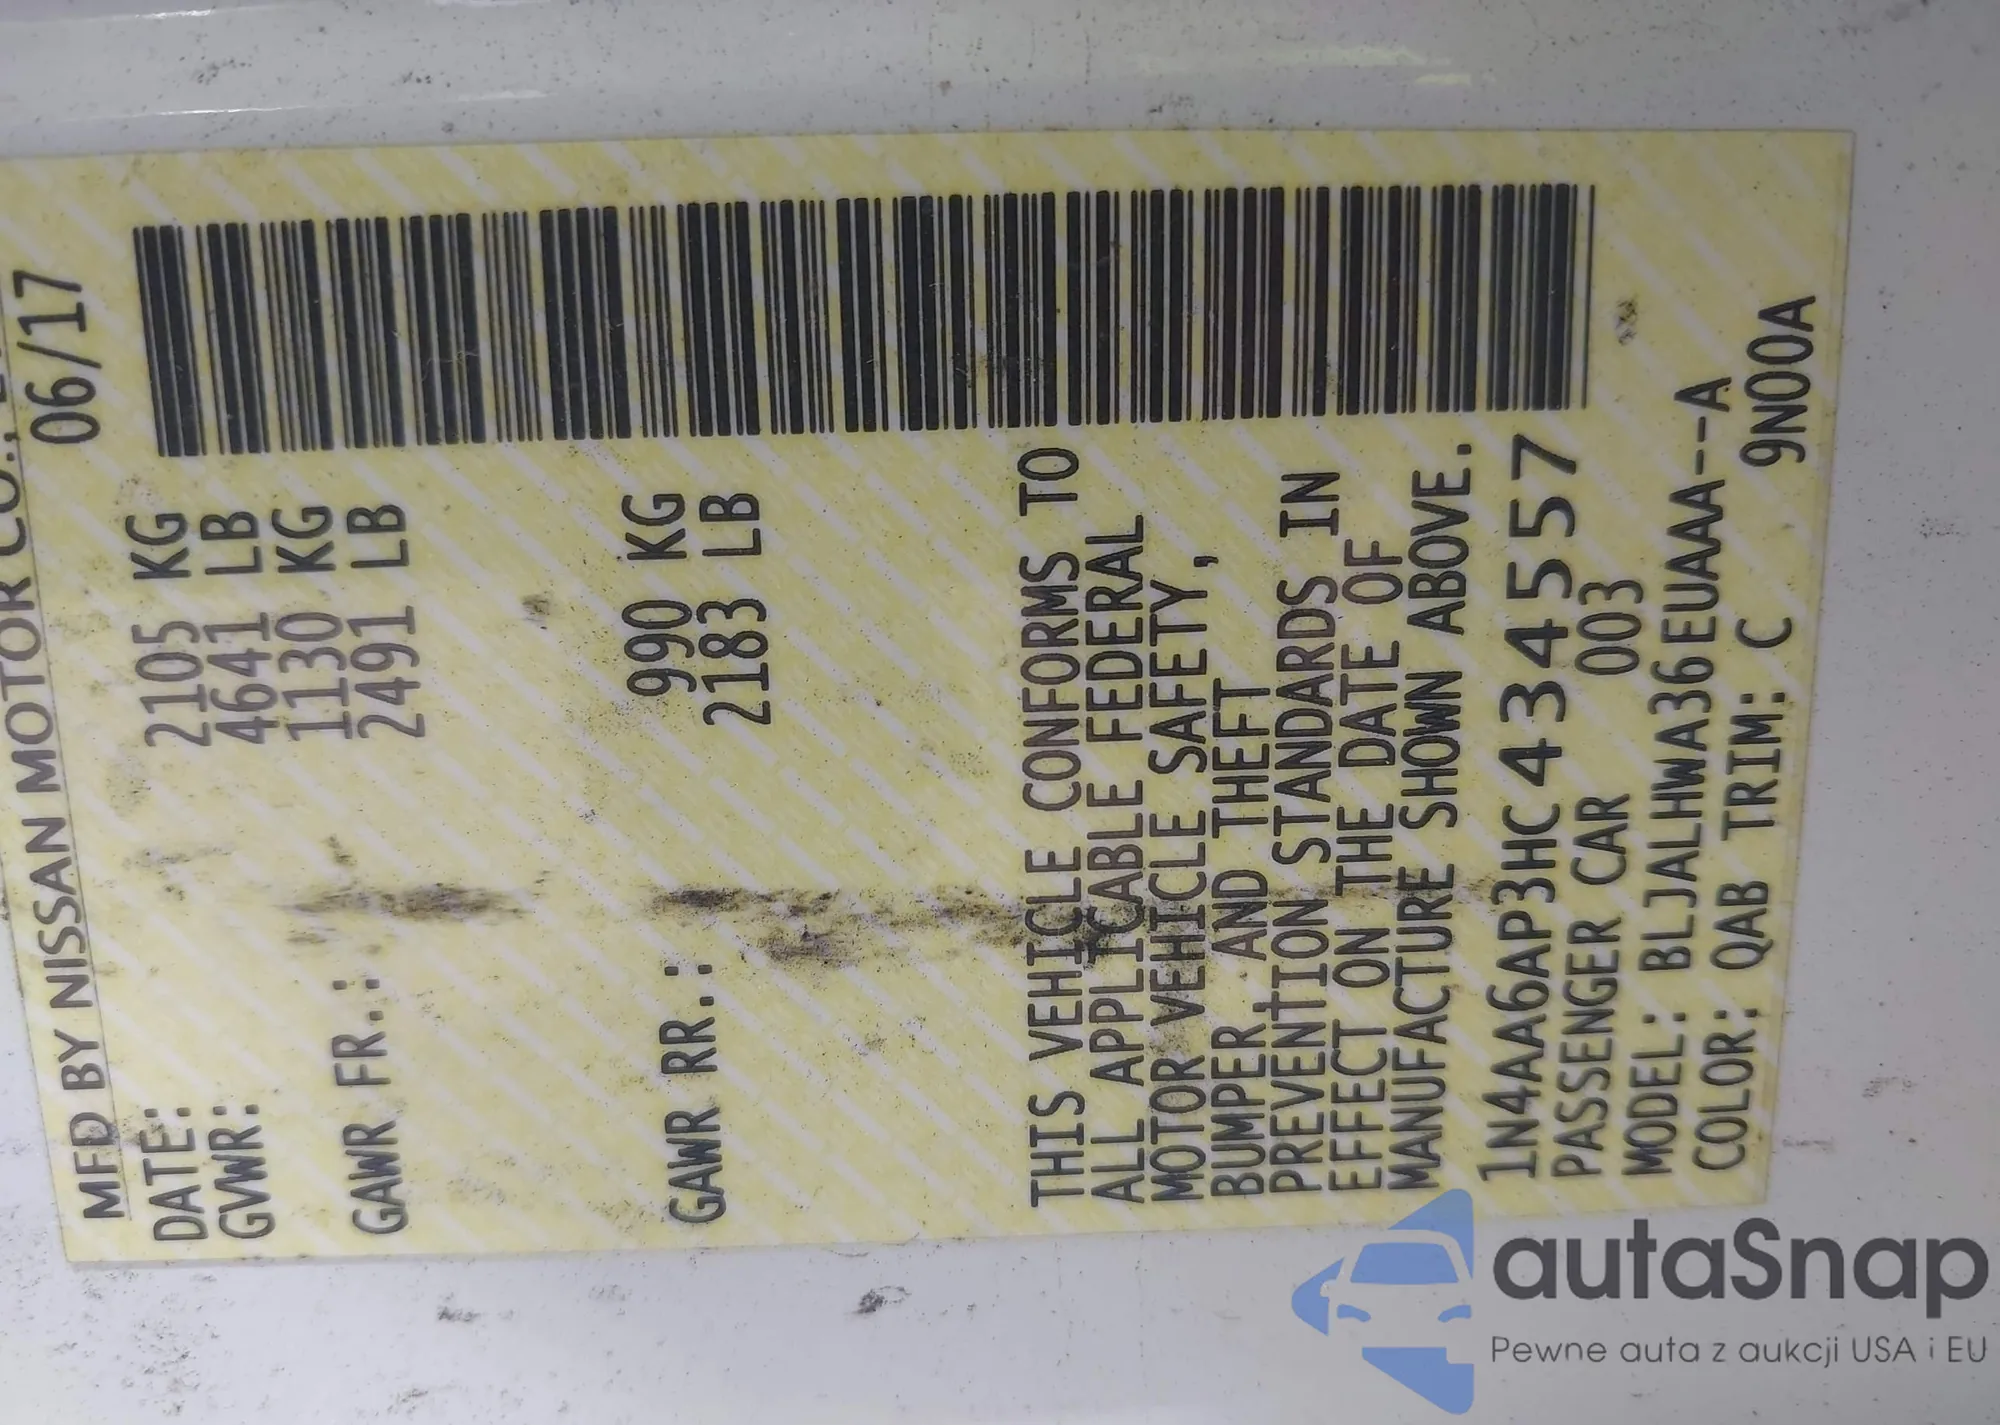 MFD BY NISSAN MOTOR CO.,
DATE: 06/17
GVWR: 2105 KG
4641 LB
GAWR FR.: 1130 KG
2491 LB
GAWR RR.: 990 KG
2183 LB
THIS VEHICLE CONFORMS TO
ALL APPLICABLE FEDERAL
MOTOR VEHICLE SAFETY,
BUMPER, AND THEFT
PREVENTION STANDARDS IN
EFFECT ON THE DATE OF
MANUFACTURE SHOWN ABOVE.
1N4AA6AP3HC434557
PASSENGER CAR 003
MODEL: BLJALHWA36EUAAA--A
COLOR: QAB TRIM: C 9N00A
autaSnap
Pewne auta z aukcji USA i EU